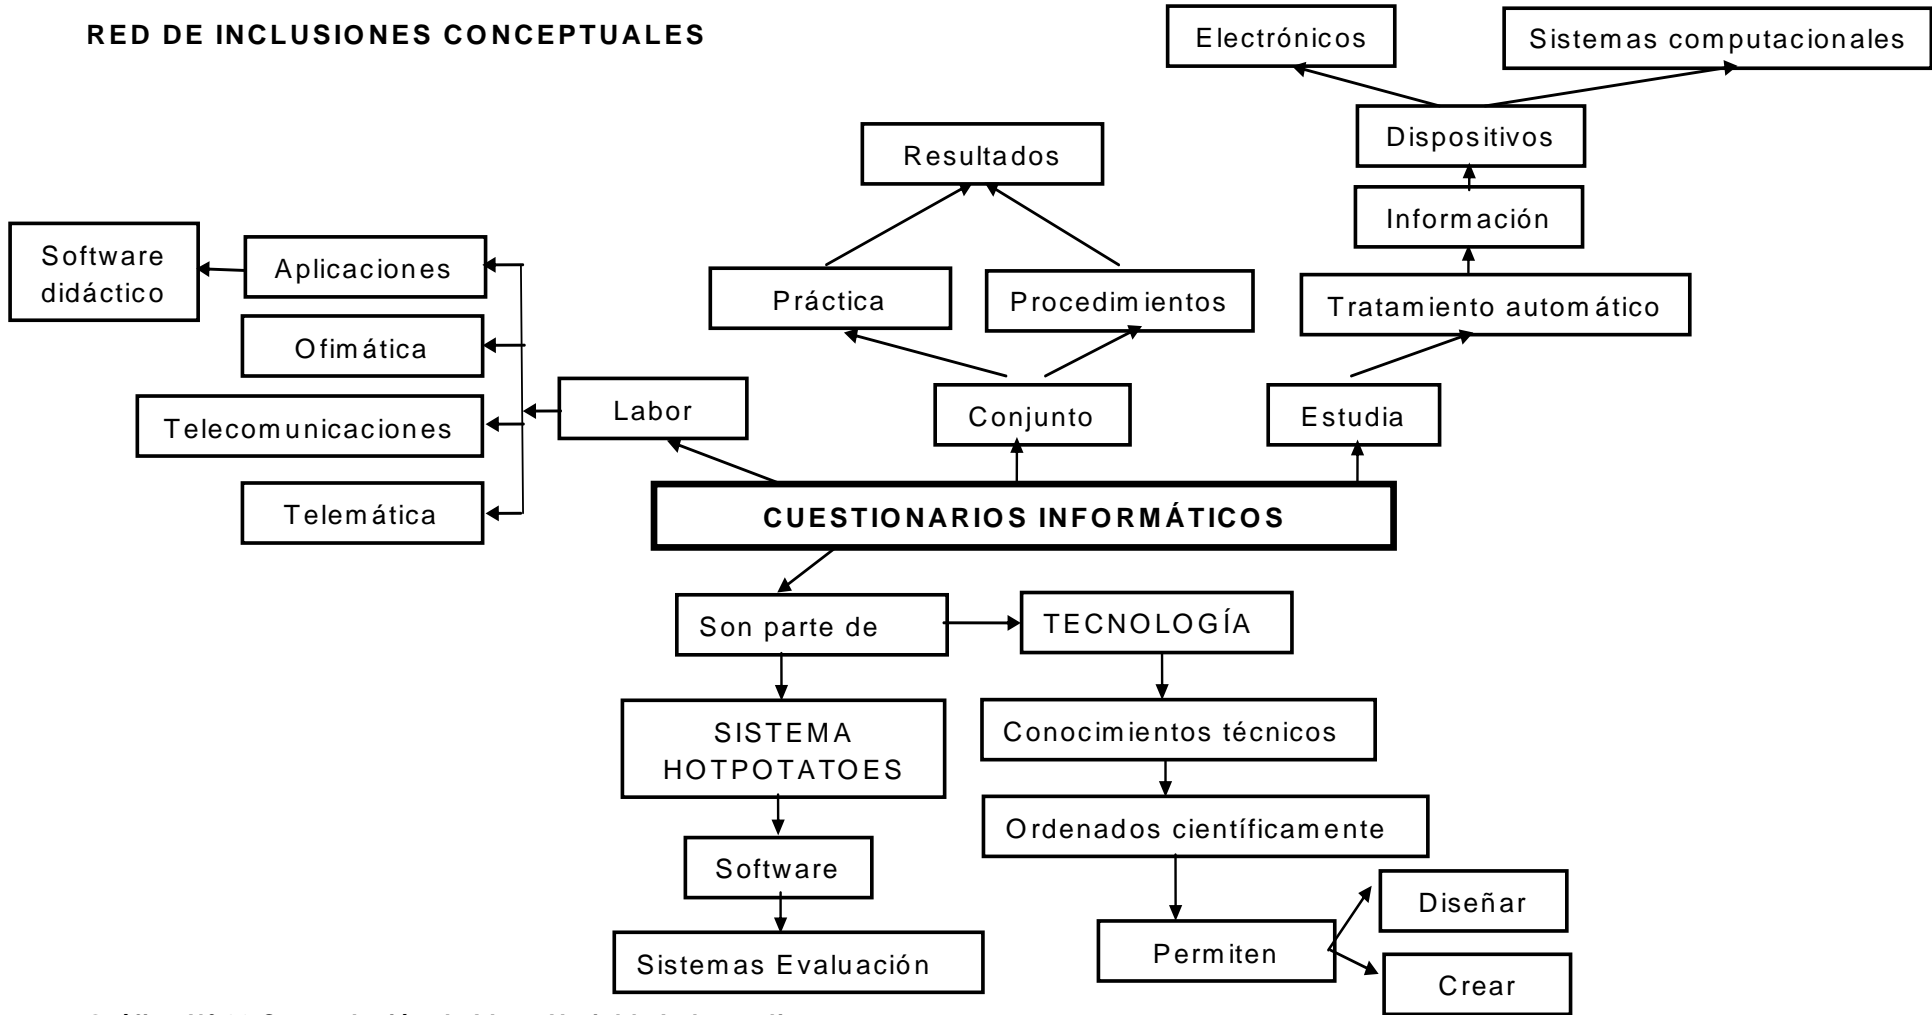 RED DE INCLUSIONES CONCEPTUALES
Electrónicos
Sistemas computacionales
Dispositivos
Resultados
Información
Software
didáctico
Aplicaciones
Práctica
Procedimientos
Tratamiento automático
Ofimática
Labor
Conjunto
Estudia
Telecomunicaciones
Telemática
CUESTIONARIOS INFORMÁTICOS
Son parte de
TECNOLOGÍA
SISTEMA
HOTPOTATOES
Conocimientos técnicos
Ordenados científicamente
Software
Diseñar
Permiten
Sistemas Evaluación
Crear